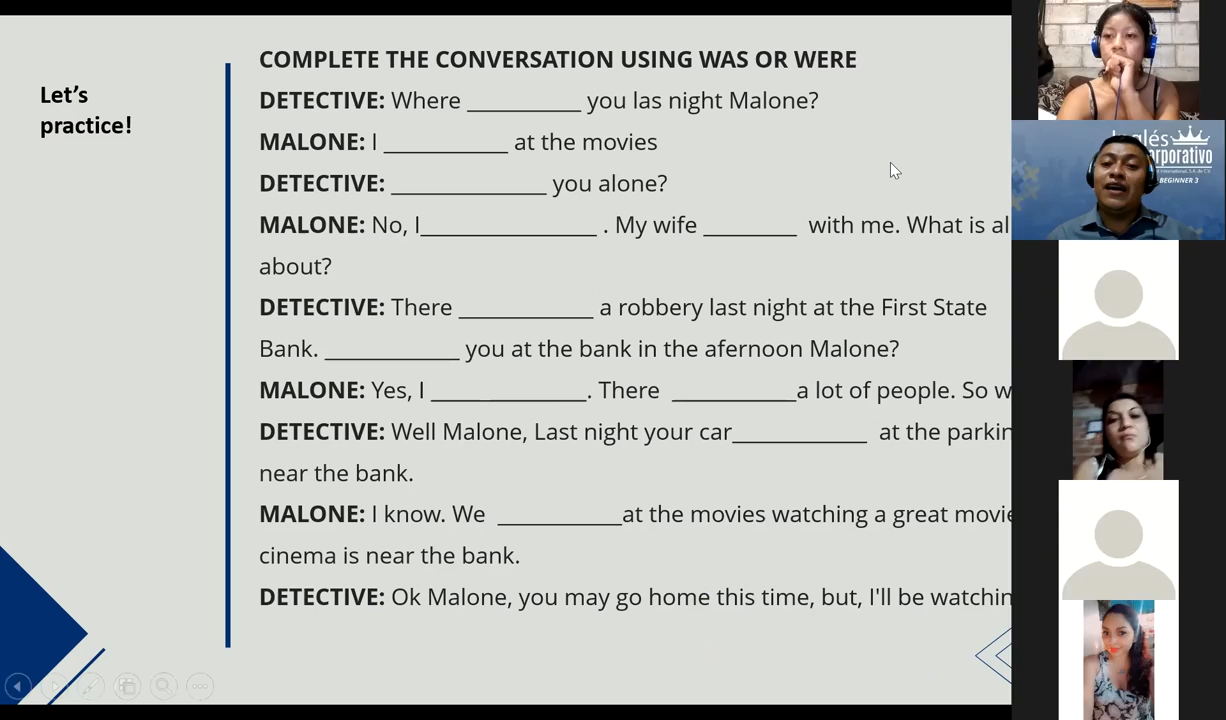 Let's
practice!
COMPLETE THE CONVERSATION USING WAS OR WERE
DETECTIVE: Where __________ you las night Malone?
MALONE: I ___________ at the movies
DETECTIVE: ______________ you alone?
MALONE: No, I________________ . My wife ________ with me. What is al
about?
DETECTIVE: There ____________ a robbery last night at the First State
Bank. ____________ you at the bank in the afernoon Malone?
MALONE: Yes, I ______________. There ___________a lot of people. So w
DETECTIVE: Well Malone, Last night your car____________ at the parkin
near the bank.
MALONE: I know. We ___________at the movies watching a great movie
cinema is near the bank.
DETECTIVE: Ok Malone, you may go home this time, but, I'll be watchin
Inglés
BEGINNER 3